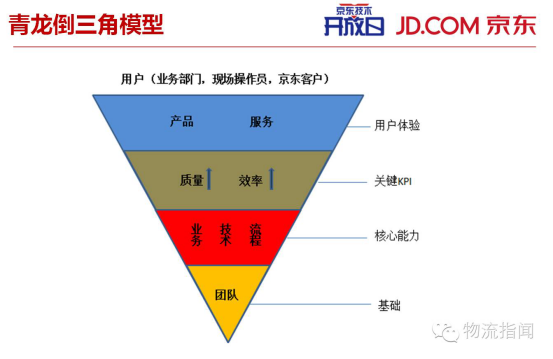 青龙倒三角模型
京东技术
开放日
JD.COM 京东
用户（业务部门，现场操作员，京东客户）
产品 服务
用户体验
质量 效率
关键KPI
业务 技术 流程
核心能力
团队
基础
物流指闻